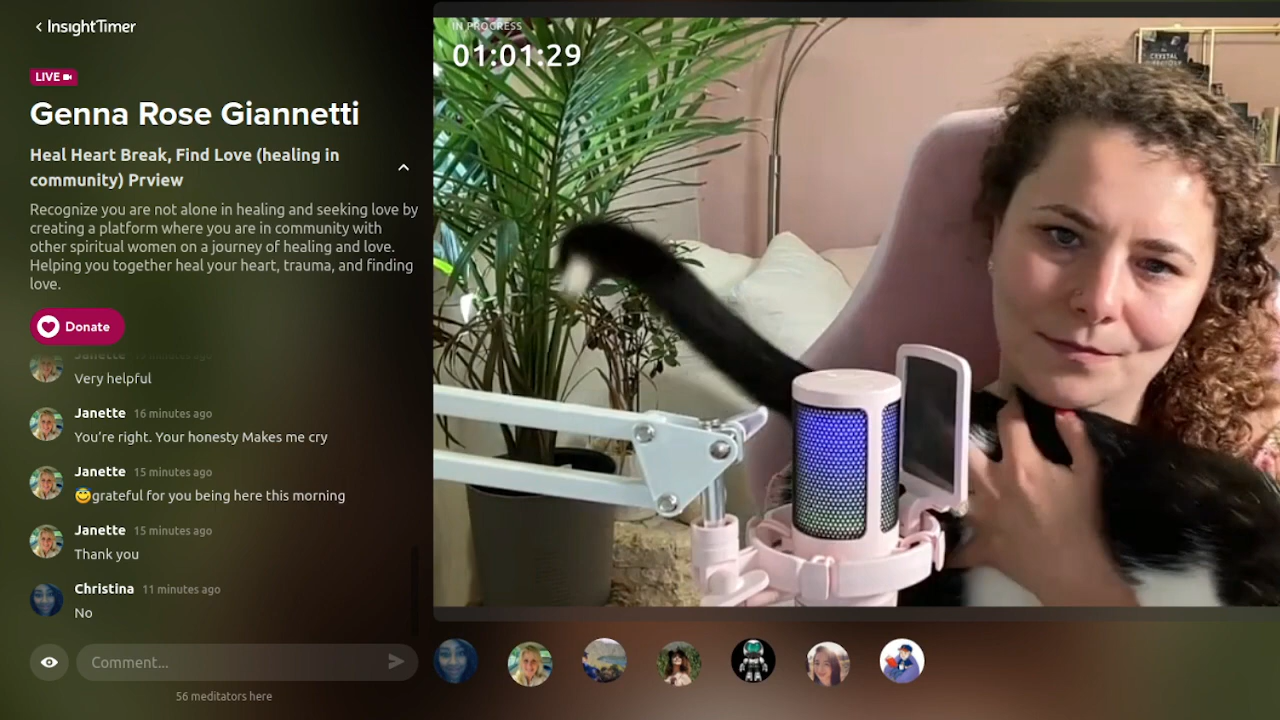 InsightTimer
LIVE
Genna Rose Giannetti
Heal Heart Break, Find Love (healing in
community) Prview
Recognize you are not alone in healing and seeking love by
creating a platform where you are in community with
other spiritual women on a journey of healing and love.
Helping you together heal your heart, trauma, and finding
love.
Donate
Janette
Very helpful
Janette 16 minutes ago
You're right. Your honesty Makes me cry
Janette 15 minutes ago
grateful for you being here this morning
Janette 15 minutes ago
Thank you
Christina 11 minutes ago
No
Comment...
56 meditators here
IN PROGRESS
01:01:29
CRYSTAL